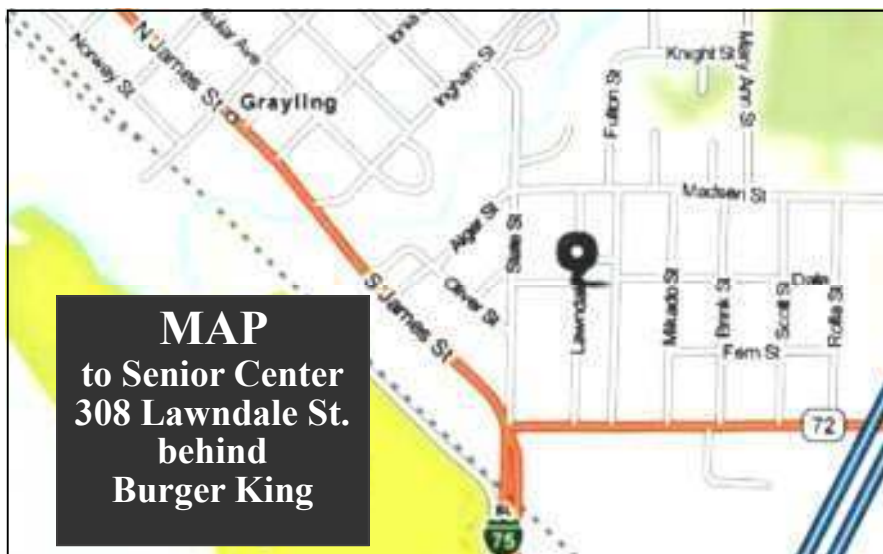 N James St
Norway St
Ionia St
Ingham St
Grayling
Knight St
Mary Ann St
Fulton St
Madsen St
Alger St
State St
Oliver St
S James St
Lawndale
Mikado St
Brink St
Scott St
Rolla St
Fern St
72
75
MAP
to Senior Center
308 Lawndale St.
behind
Burger King